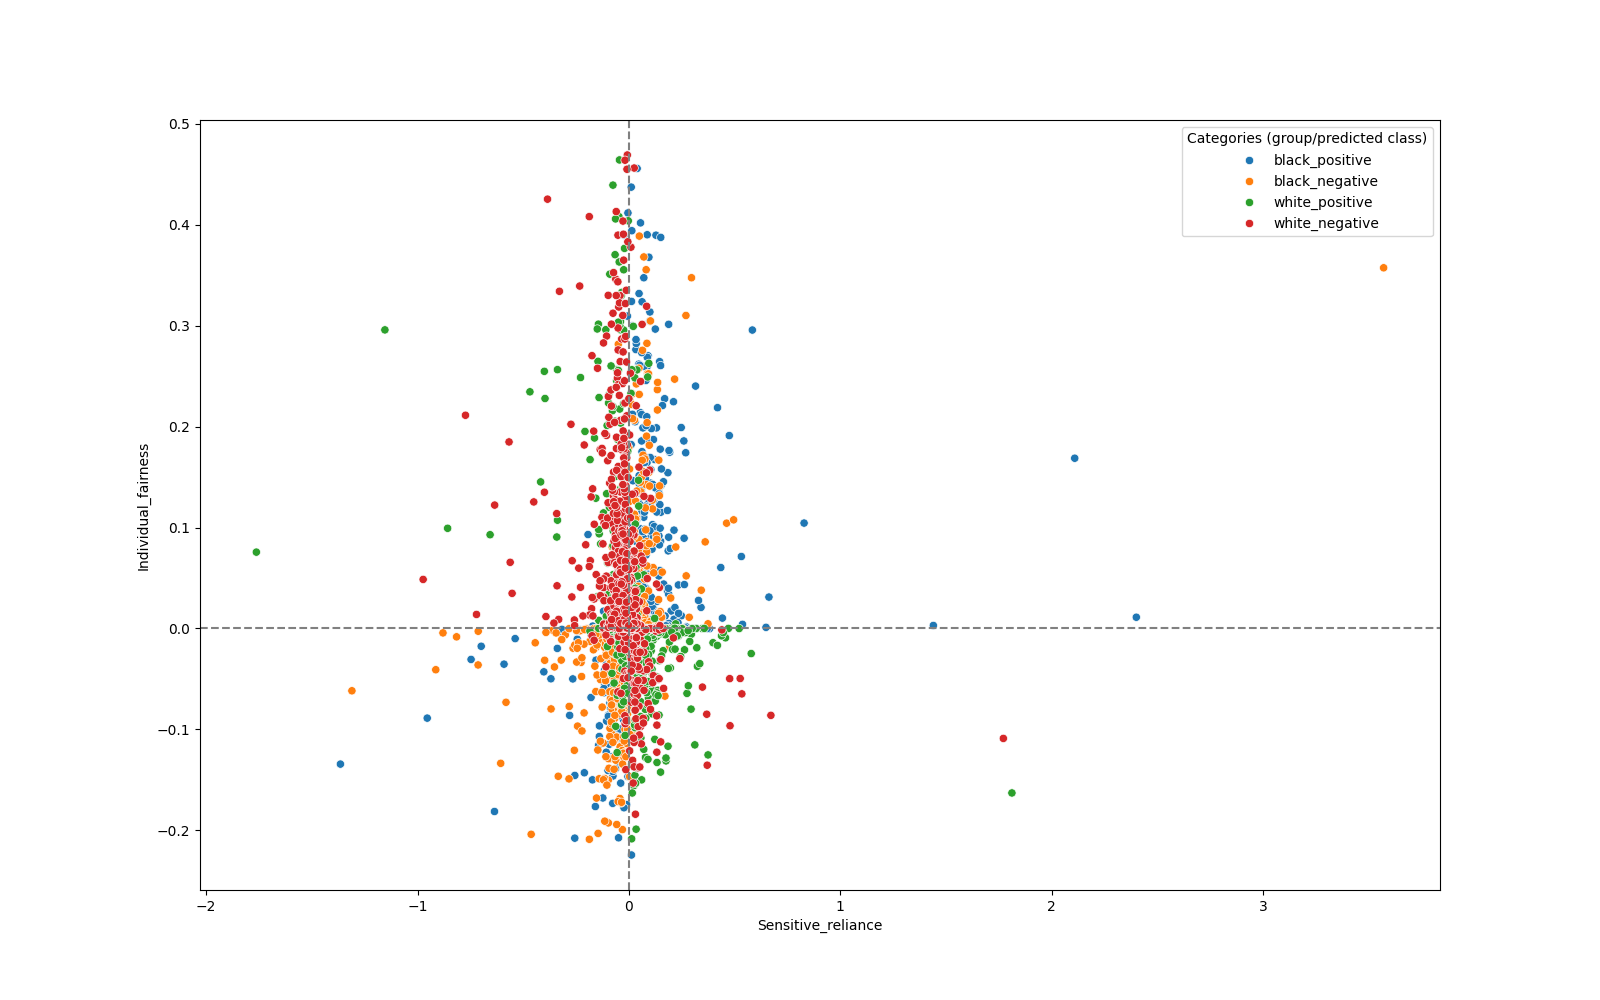 Categories (group/predicted class)
black_positive
black_negative
white_positive
white_negative
0.5
0.4
0.3
0.2
0.1
0.0
−0.1
−0.2
Individual_fairness
−2
−1
0
1
2
3
Sensitive_reliance